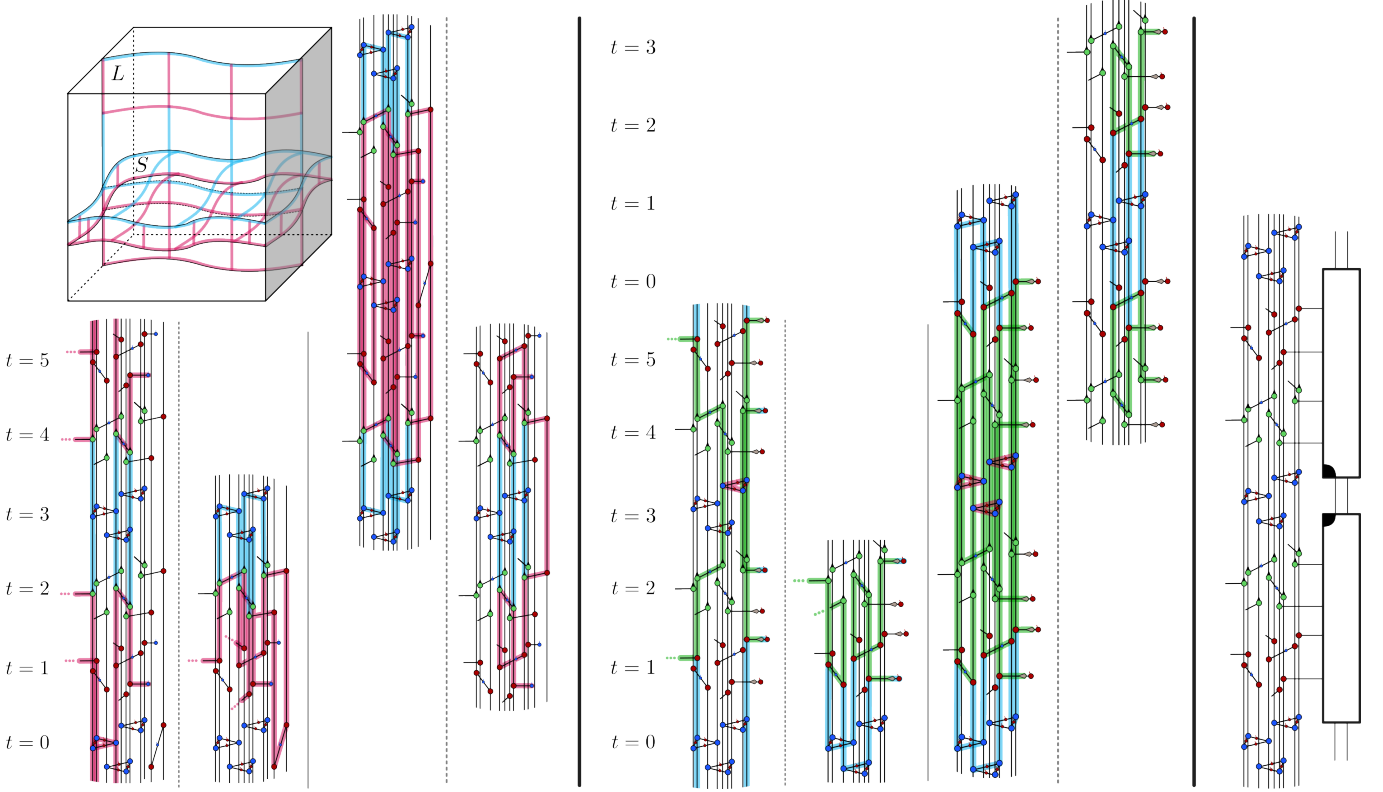 L
S
t = 5
t = 4
t = 3
t = 2
t = 1
t = 0
t = 3
t = 2
t = 1
t = 0
t = 5
t = 4
t = 3
t = 2
t = 1
t = 0